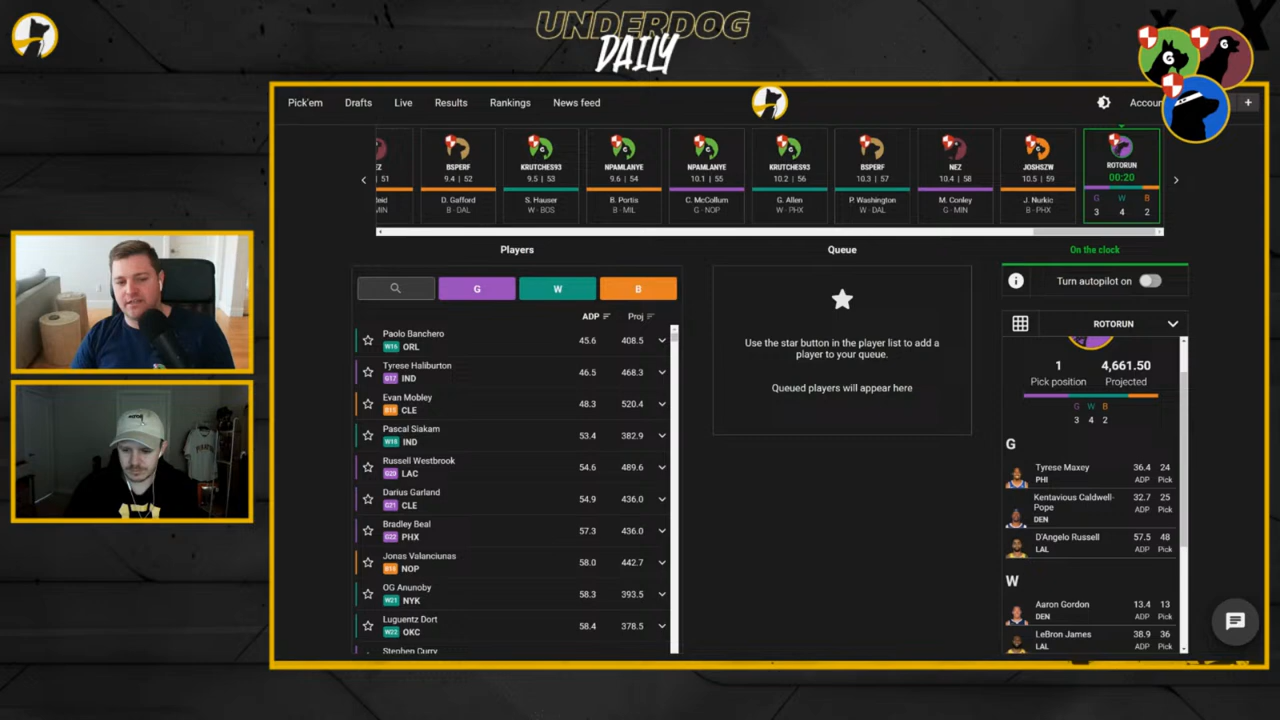 UNDERDOG
DAILY
Pick'em Drafts Live Results Rankings News feed
+
51
MIN
BSPERF
9.4 | 52
D. Gafford
B - DAL
KRUTCHES93
9.5 | 53
S. Hauser
W - BOS
NPAMLANYE
9.6 | 54
B. Portis
B - MIL
NPAMLANYE
10.1 | 55
C. McCollum
G - NOP
KRUTCHES93
10.2 | 56
G. Allen
W - PHX
BSPERF
10.3 | 57
P. Washington
W - DAL
NEZ
10.4 | 58
M. Conley
G - MIN
JOSHSZW
10.5 | 59
J. Nurkic
B - PHX
ROTORUN
00:20
G W B
3 4 2
Players
Queue
On the clock
G W B
ADP Proj
Paolo Banchero
W16 ORL
45.6 408.5
Tyrese Haliburton
G17 IND
46.5 468.3
Evan Mobley
CLE
48.3 520.4
Pascal Siakam
IND
53.4 382.9
Russell Westbrook
G20 LAC
54.6 489.6
Darius Garland
G21 CLE
54.9 436.0
Bradley Beal
G22 PHX
57.3 436.0
Jonas Valanciunas
NOP
58.0 442.7
OG Anunoby
W21 NYK
58.3 393.5
Luguentz Dort
W22 OKC
58.4 378.5
Stephen Curry
Use the star button in the player list to add a
player to your queue.
Queued players will appear here
Turn autopilot on
ROTORUN
1 4,661.50
Pick position Projected
G W B
3 4 2
G
Tyrese Maxey
PHI
36.4 24
ADP Pick
Kentavious Caldwell-
Pope
DEN
32.7 25
ADP Pick
D'Angelo Russell
LAL
57.5 48
ADP Pick
W
Aaron Gordon
DEN
13.4 13
ADP Pick
LeBron James
LAL
38.9 36
ADP Pick